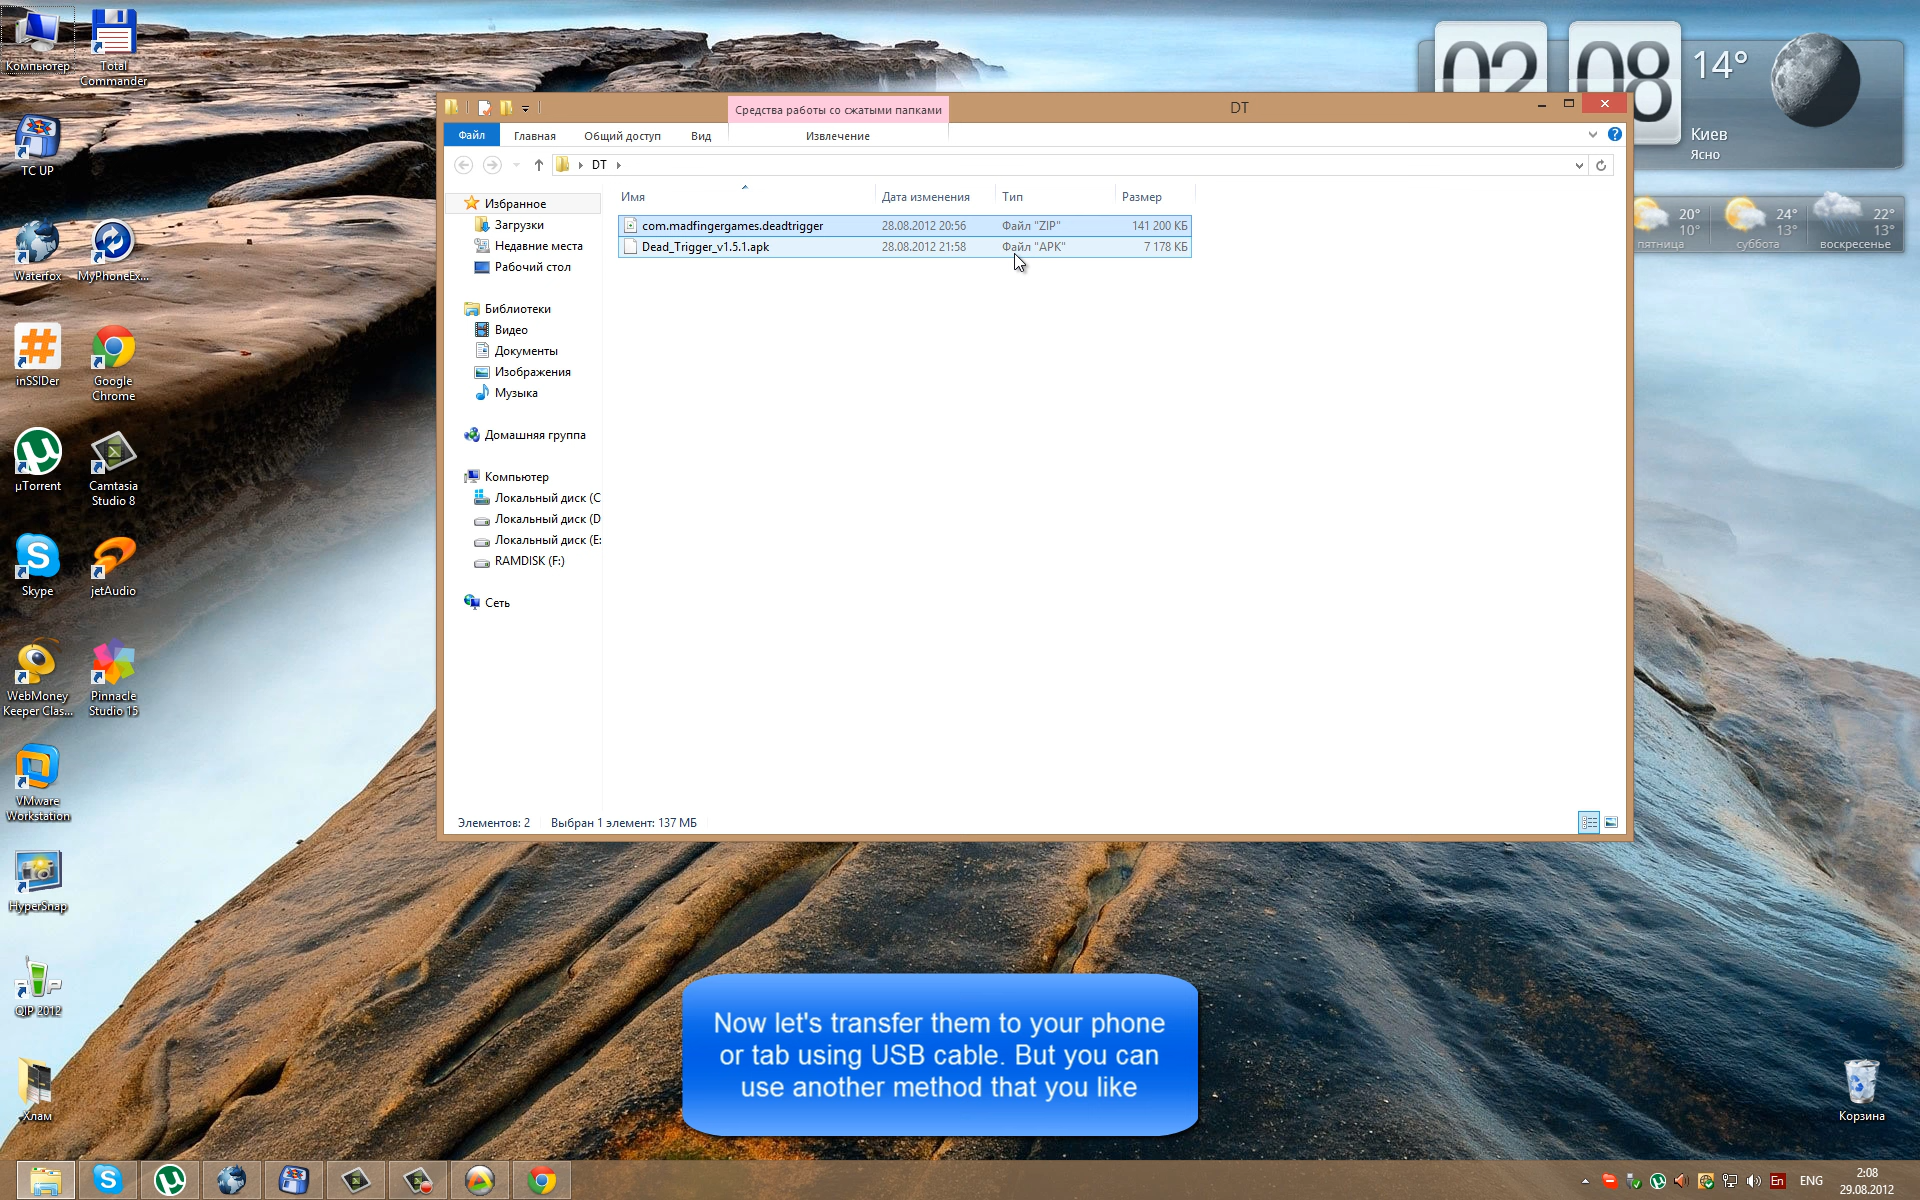 Компьютер
Total
Commander
TC UP
Waterfox
MyPhoneEx...
inSSIDer
Google
Chrome
µTorrent
Camtasia
Studio 8
Skype
jetAudio
WebMoney
Keeper Clas...
Pinnacle
Studio 15
VMware
Workstation
HyperSnap
QIP 2012
Хлам
02 08
14°
Киев
Ясно
20°
10°
пятница
24°
13°
суббота
22°
13°
воскресенье
Средства работы со сжатыми папками
DT
Файл
Главная
Общий доступ
Вид
Извлечение
DT
Имя
Дата изменения
Тип
Размер
com.madfingergames.deadtrigger 28.08.2012 20:56 Файл "ZIP" 141 200 КБ
Dead_Trigger_v1.5.1.apk 28.08.2012 21:58 Файл "APK" 7 178 КБ
Избранное
Загрузки
Недавние места
Рабочий стол
Библиотеки
Видео
Документы
Изображения
Музыка
Домашняя группа
Компьютер
Локальный диск (C
Локальный диск (D
Локальный диск (E:
RAMDISK (F:)
Сеть
Элементов: 2 Выбран 1 элемент: 137 МБ
Now let's transfer them to your phone
or tab using USB cable. But you can
use another method that you like
Корзина
En
ENG
2:08
29.08.2012